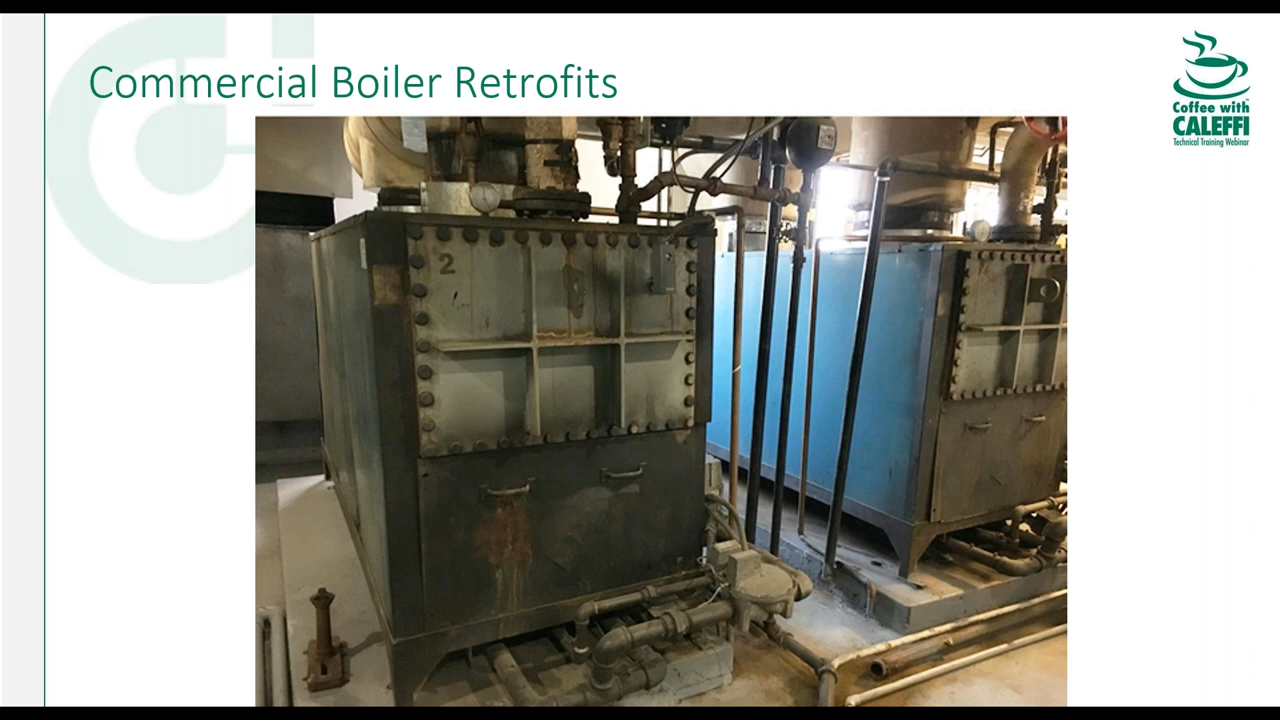 Commercial Boiler Retrofits
Coffee with
CALEFFI
Technical Training Webinar
2